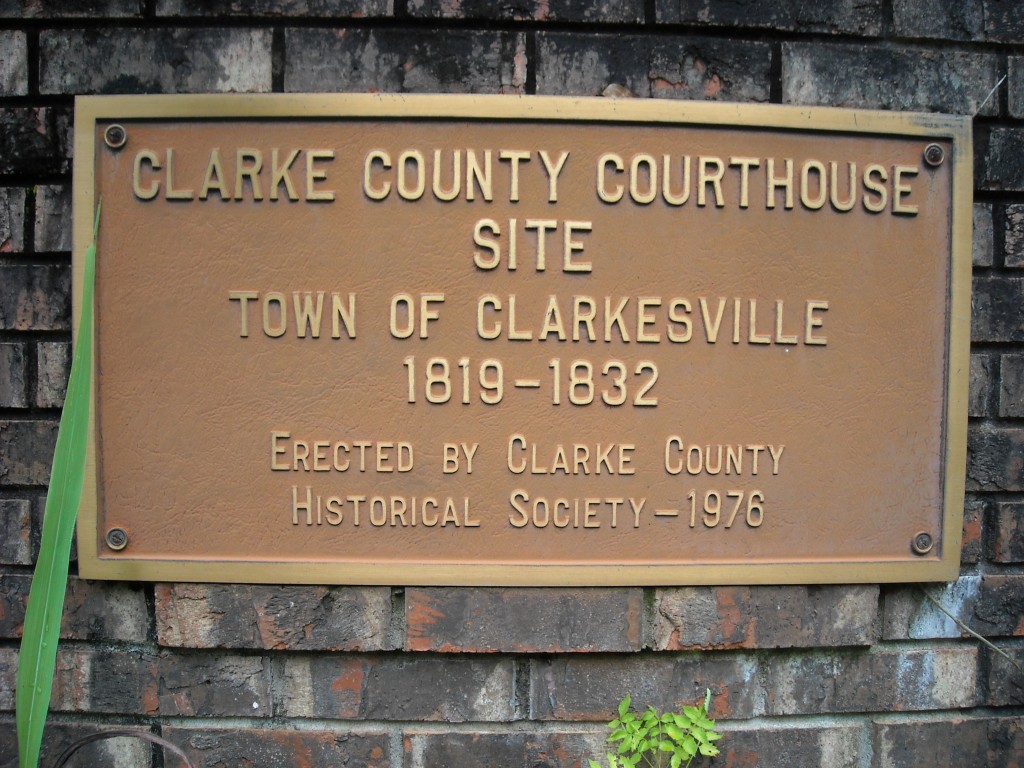 CLARKE COUNTY COURTHOUSE
SITE
TOWN OF CLARKESVILLE
1819-1832
ERECTED BY CLARKE COUNTY
HISTORICAL SOCIETY-1976